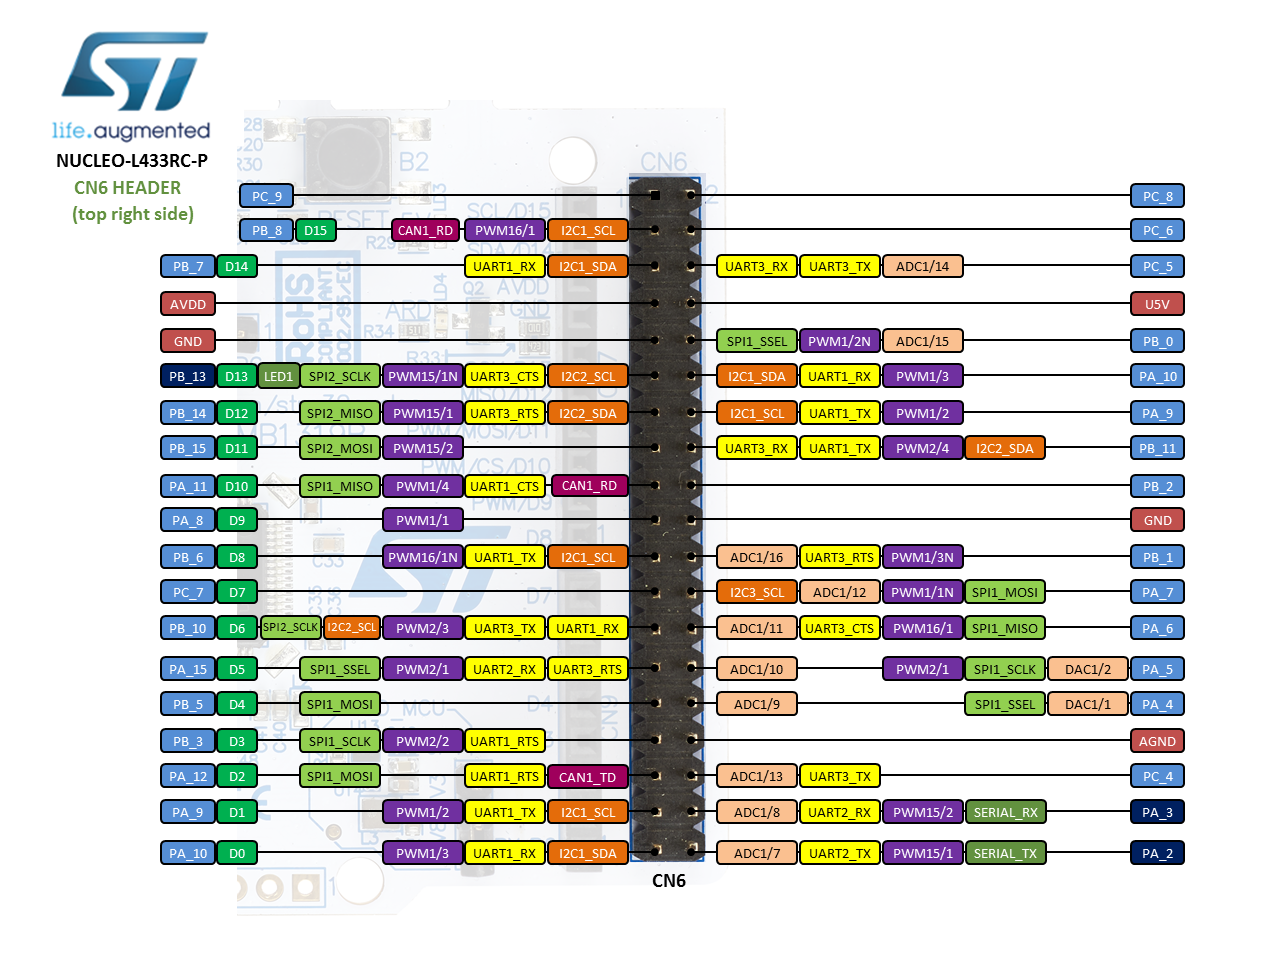 ST
life.augmented
NUCLEO-L433RC-P
CN6 HEADER
(top right side)
B2
CN6
PC_9 PC_8
PB_8 D15 CAN1_RD PWM16/1 I2C1_SCL PC_6
PB_7 D14 UART1_RX I2C1_SDA UART3_RX UART3_TX ADC1/14 PC_5
AVDD U5V
GND SPI1_SSEL PWM1/2N ADC1/15 PB_0
PB_13 D13 LED1 SPI2_SCLK PWM15/1N UART3_CTS I2C2_SCL I2C1_SDA UART1_RX PWM1/3 PA_10
PB_14 D12 SPI2_MISO PWM15/1 UART3_RTS I2C2_SDA I2C1_SCL UART1_TX PWM1/2 PA_9
PB_15 D11 SPI2_MOSI PWM15/2 UART3_RX UART1_TX PWM2/4 I2C2_SDA PB_11
PA_11 D10 SPI1_MISO PWM1/4 UART1_CTS CAN1_RD PB_2
PA_8 D9 PWM1/1 GND
PB_6 D8 PWM16/1N UART1_TX I2C1_SCL ADC1/16 UART3_RTS PWM1/3N PB_1
PC_7 D7 I2C3_SCL ADC1/12 PWM1/1N SPI1_MOSI PA_7
PB_10 D6 SPI2_SCLK I2C2_SCL PWM2/3 UART3_TX UART1_RX ADC1/11 UART3_CTS PWM16/1 SPI1_MISO PA_6
PA_15 D5 SPI1_SSEL PWM2/1 UART2_RX UART3_RTS ADC1/10 PWM2/1 SPI1_SCLK DAC1/2 PA_5
PB_5 D4 SPI1_MOSI ADC1/9 SPI1_SSEL DAC1/1 PA_4
PB_3 D3 SPI1_SCLK PWM2/2 UART1_RTS AGND
PA_12 D2 SPI1_MOSI UART1_RTS CAN1_TD ADC1/13 UART3_TX PC_4
PA_9 D1 PWM1/2 UART1_TX I2C1_SCL ADC1/8 UART2_RX PWM15/2 SERIAL_RX PA_3
PA_10 D0 PWM1/3 UART1_RX I2C1_SDA ADC1/7 UART2_TX PWM15/1 SERIAL_TX PA_2
CN6